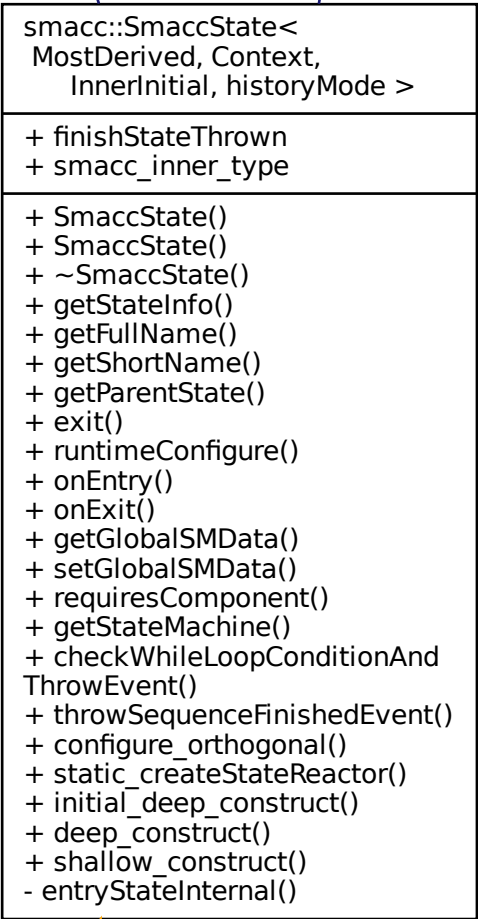 smacc::SmaccState<
MostDerived, Context,
InnerInitial, historyMode >
+ finishStateThrown
+ smacc_inner_type
+ SmaccState()
+ SmaccState()
+ ~SmaccState()
+ getStateInfo()
+ getFullName()
+ getShortName()
+ getParentState()
+ exit()
+ runtimeConfigure()
+ onEntry()
+ onExit()
+ getGlobalSMData()
+ setGlobalSMData()
+ requiresComponent()
+ getStateMachine()
+ checkWhileLoopConditionAnd
ThrowEvent()
+ throwSequenceFinishedEvent()
+ configure_orthogonal()
+ static_createStateReactor()
+ initial_deep_construct()
+ deep_construct()
+ shallow_construct()
- entryStateInternal()